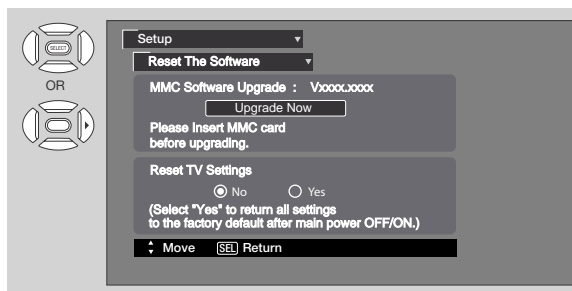 SELECT
OR
Setup
Reset The Software
MMC Software Upgrade : Vxxxx.xxxx
Upgrade Now
Please Insert MMC card
before upgrading.
Reset TV Settings
No Yes
(Select "Yes" to return all settings
to the factory default after main power OFF/ON.)
Move SEL Return